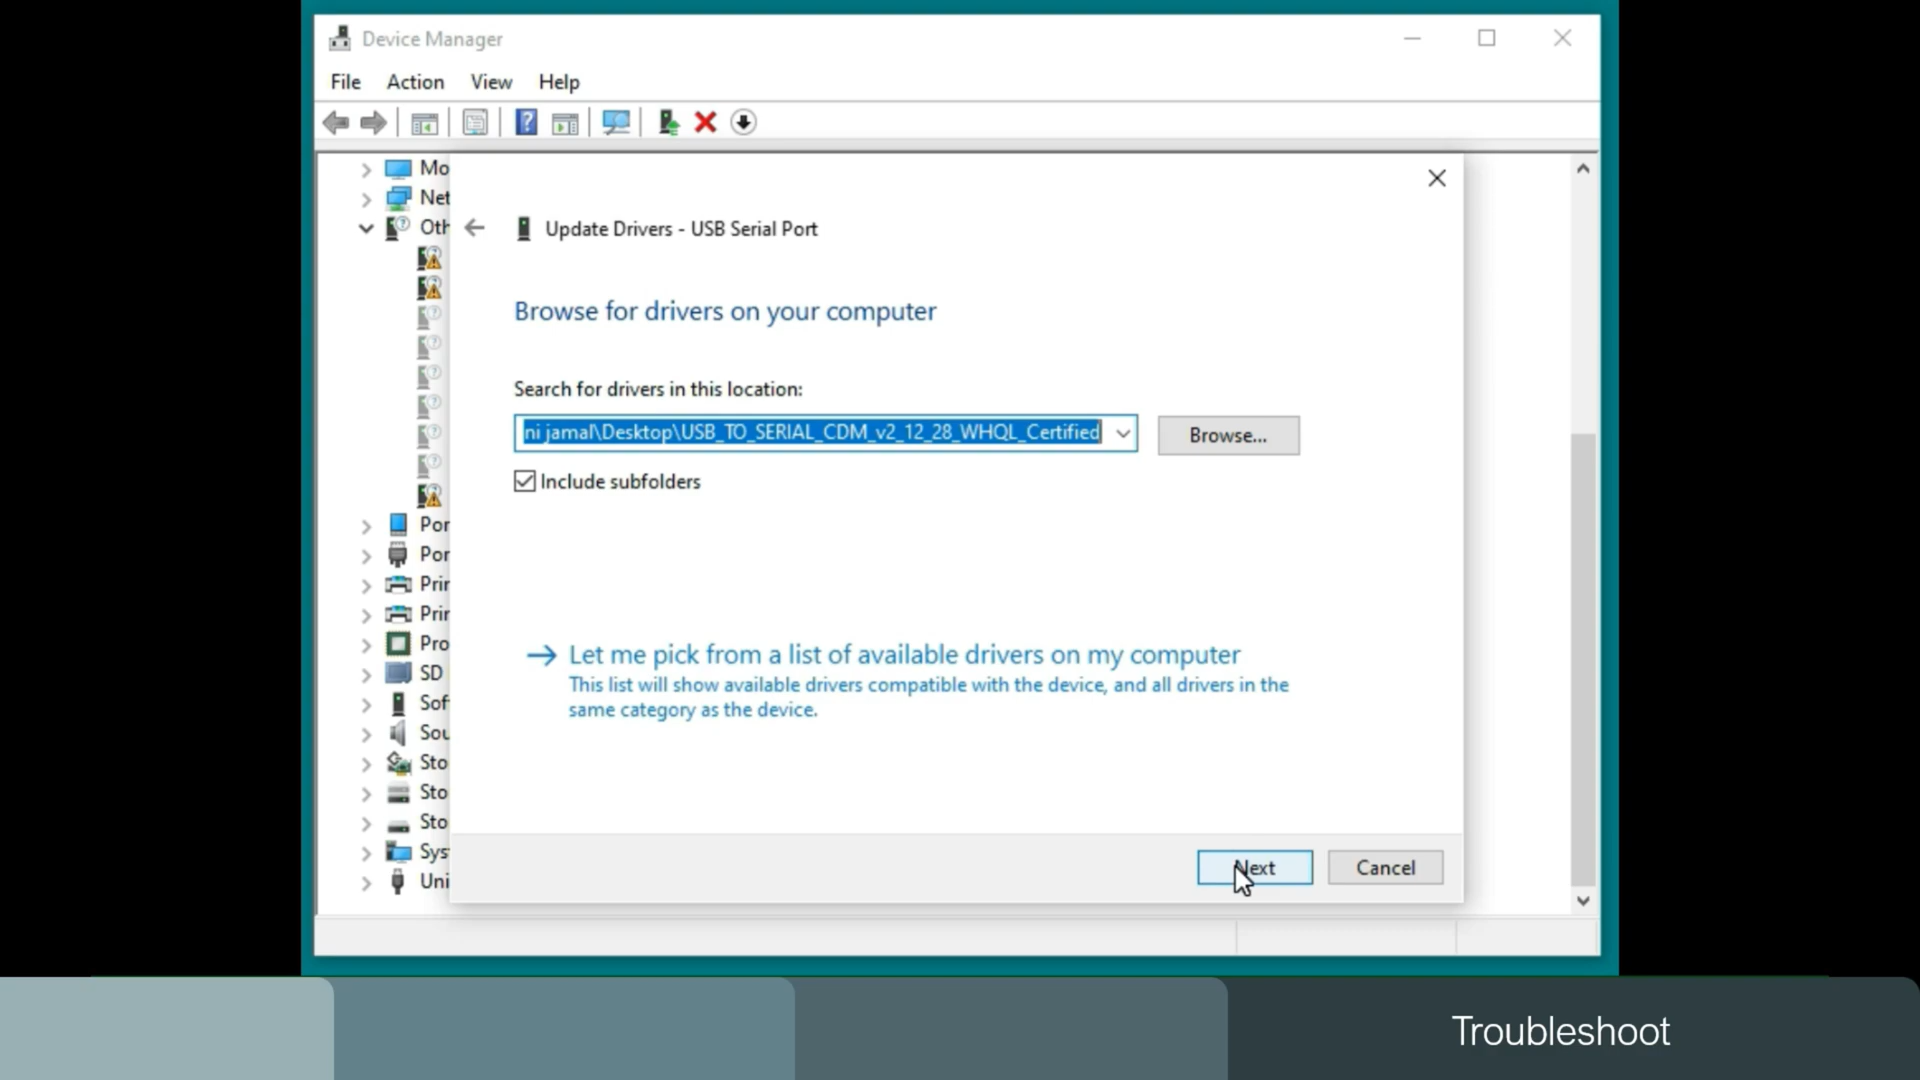 Device Manager
File Action View Help
Mo
Net
Oth
Update Drivers - USB Serial Port
Browse for drivers on your computer
Search for drivers in this location:
ni jamal\Desktop\USB_TO_SERIAL_CDM_v2_12_28_WHQL_Certified
Browse...
Include subfolders
Por
Por
Prin
Prin
Pro
SD
Sof
Sou
Sto
Sto
Sto
Sys
Uni
Let me pick from a list of available drivers on my computer
This list will show available drivers compatible with the device, and all drivers in the
same category as the device.
Next
Cancel
Troubleshoot